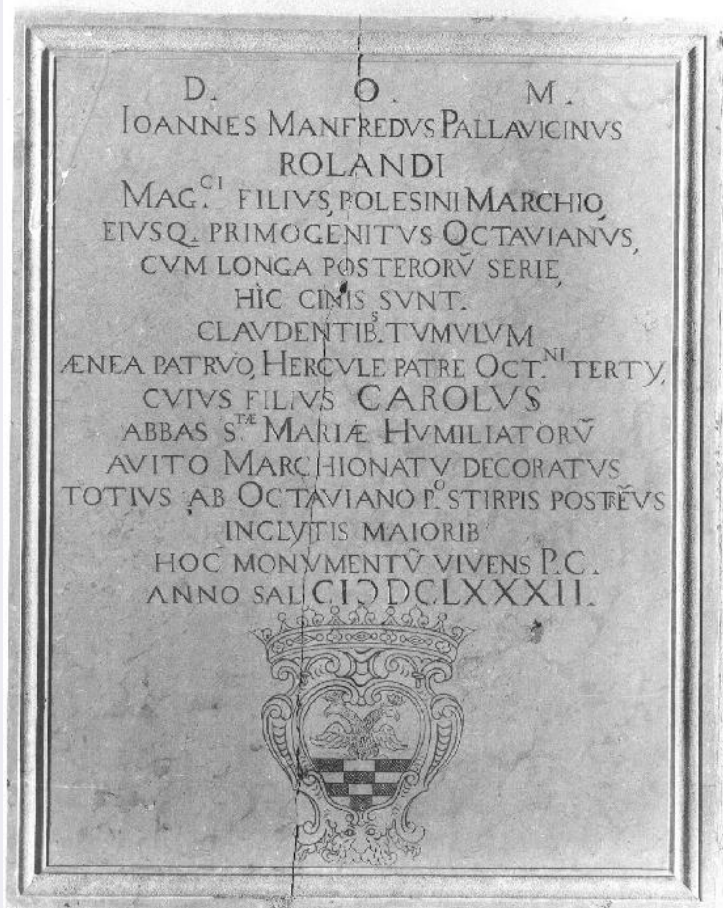 D. O. M.
IOANNES MANFREDVS PALLAVICINVS
ROLANDI
MAG.CI FILIVS, POLESINI MARCHIO,
EIVSQ. PRIMOGENITVS OCTAVIANVS,
CVM LONGA POSTERORV̄ SERIE,
HÌC CINIS SVNT.
CLAVDENTIB.S TVMVLVM
ÆNEA PATRVO, HERCVLE PATRE OCT.NI TERTY,
CVIVS FILIVS CAROLVS
ABBAS S.TÆ MARIÆ HVMILIATORV̄
AVITO MARCHIONATV DECORATVS
TOTIVS AB OCTAVIANO P.O STIRPIS POSTRĒVS
INCLYTIS MAIORIB
HOC MONVMENTV̄ VIVENS P.C.
ANNO SAL CIƆDCLXXXII.